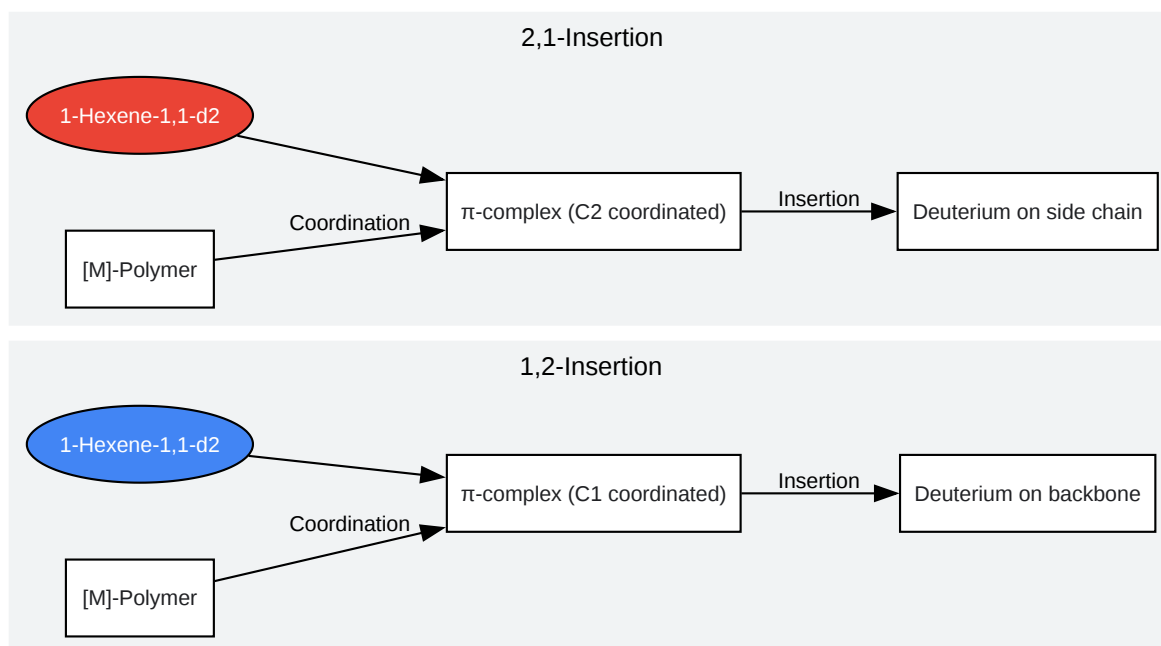 2,1-Insertion
1-Hexene-1,1-d2
Coordination
[M]-Polymer
π-complex (C2 coordinated)
Insertion
Deuterium on side chain
1,2-Insertion
1-Hexene-1,1-d2
Coordination
[M]-Polymer
π-complex (C1 coordinated)
Insertion
Deuterium on backbone